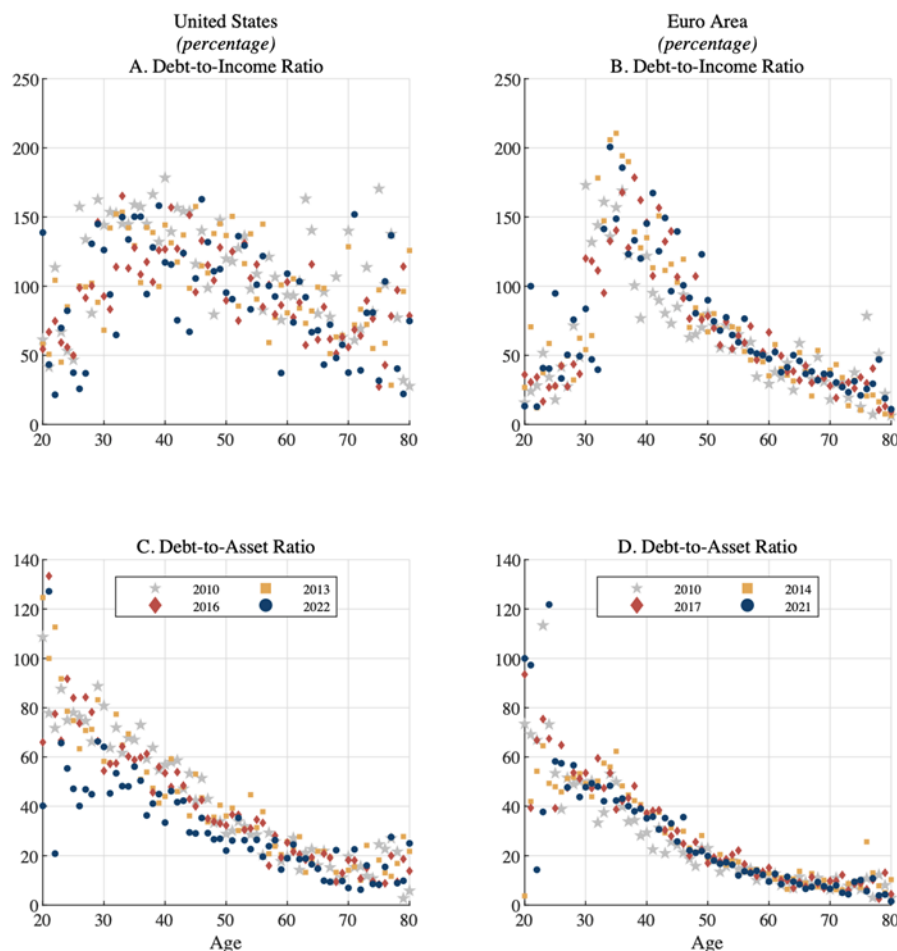 United States
(percentage)
A. Debt-to-Income Ratio
250
200
150
100
50
0
20 30 40 50 60 70 80
Euro Area
(percentage)
B. Debt-to-Income Ratio
250
200
150
100
50
0
20 30 40 50 60 70 80
C. Debt-to-Asset Ratio
2010 2013
2016 2022
140
120
100
80
60
40
20
0
20 30 40 50 60 70 80
Age
D. Debt-to-Asset Ratio
2010 2014
2017 2021
140
120
100
80
60
40
20
0
20 30 40 50 60 70 80
Age